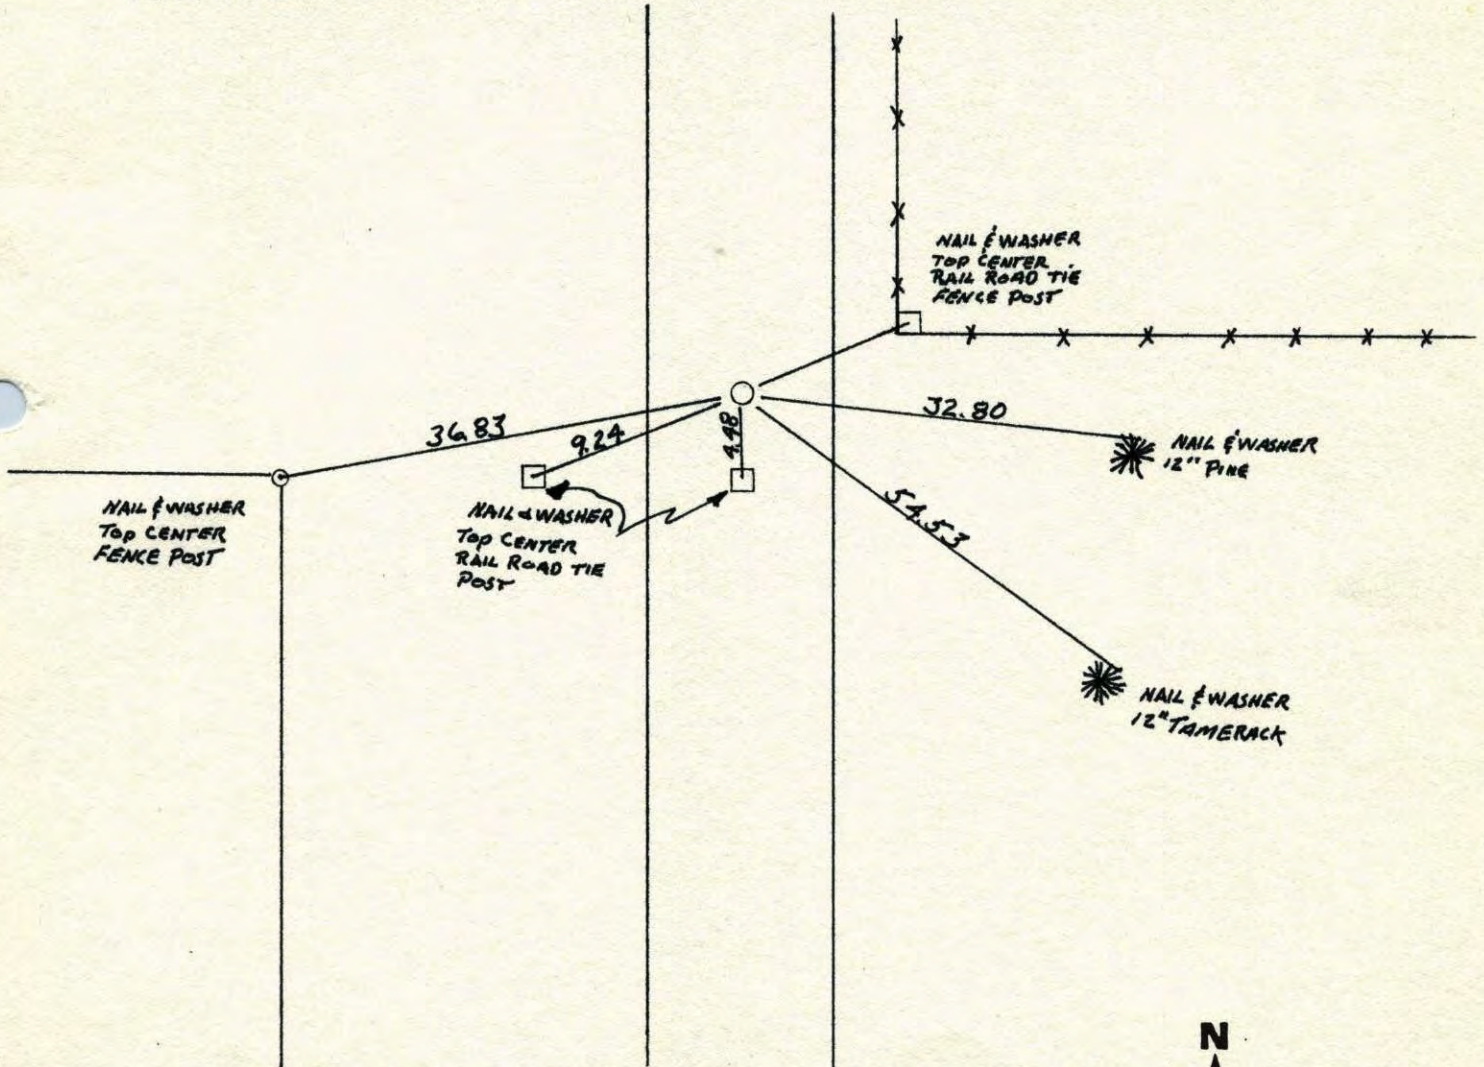 NAIL & WASHER
TOP CENTER
RAIL ROAD TIE
FENCE POST
36.83
9.24
4.48
32.80
54.53
NAIL & WASHER
12" PINE
NAIL & WASHER
TOP CENTER
FENCE POST
NAIL & WASHER
TOP CENTER
RAIL ROAD TIE
POST
NAIL & WASHER
12" TAMERACK
N